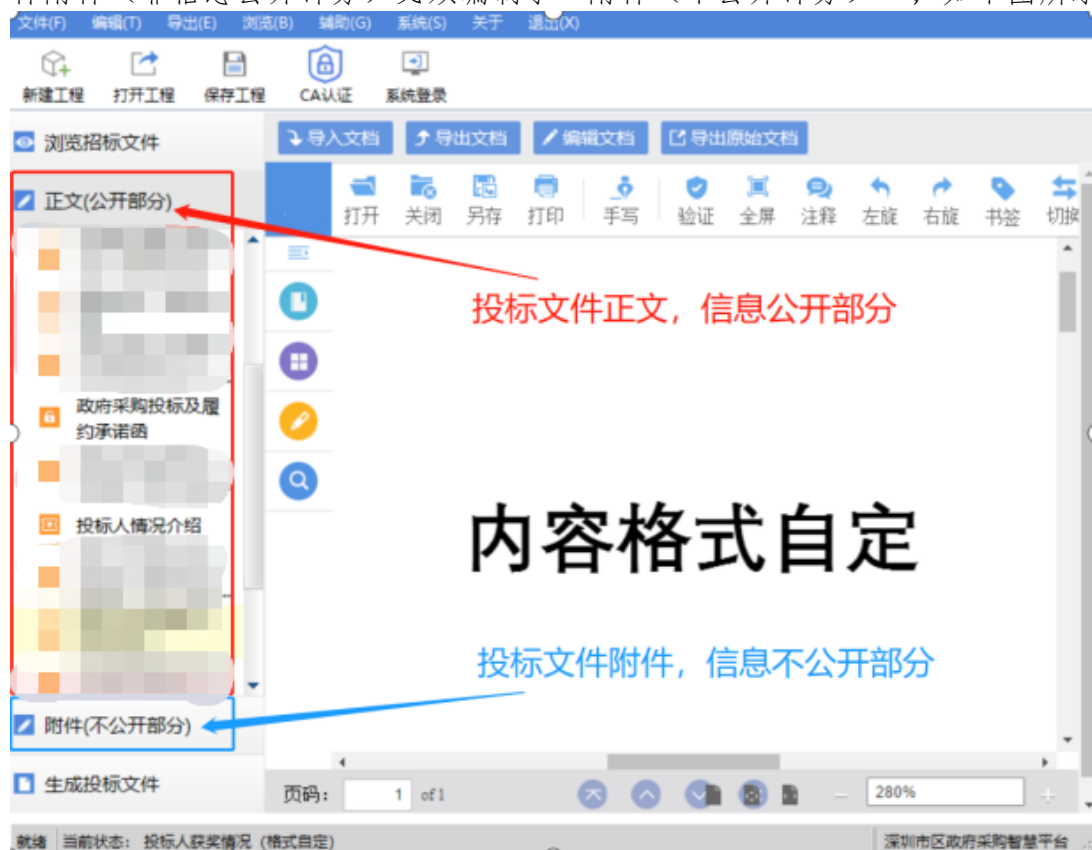 文件(F) 编辑(T) 导出(E) 浏览(B) 辅助(G) 系统(S) 关于 退出(X)
新建工程 打开工程 保存工程 CA认证 系统登录
浏览招标文件
导入文档 导出文档 编辑文档 导出原始文档
正文(公开部分)
打开 关闭 另存 打印 手写 验证 全屏 注释 左旋 右旋 书签 切换
投标文件正文，信息公开部分
政府采购投标及履
约承诺函
投标人情况介绍
内容格式自定
投标文件附件，信息不公开部分
附件(不公开部分)
生成投标文件
页码： 1 of1 280%
就绪 当前状态： 投标人获奖情况（格式自定） 深圳市区政府采购智慧平台